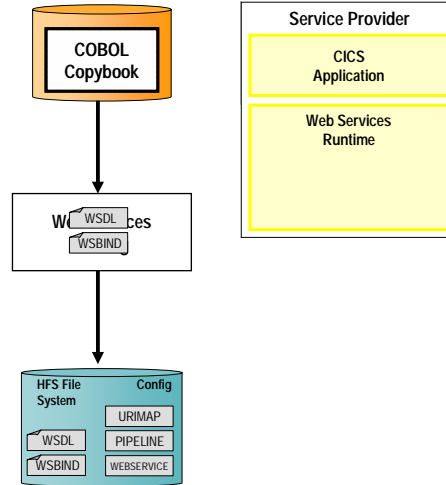 COBOL
Copybook
Service Provider
CICS
Application
Web Services
Runtime
WSDL
WSBIND
HFS File
System
Config
URIMAP
WSDL
PIPELINE
WSBIND
WEBSERVICE